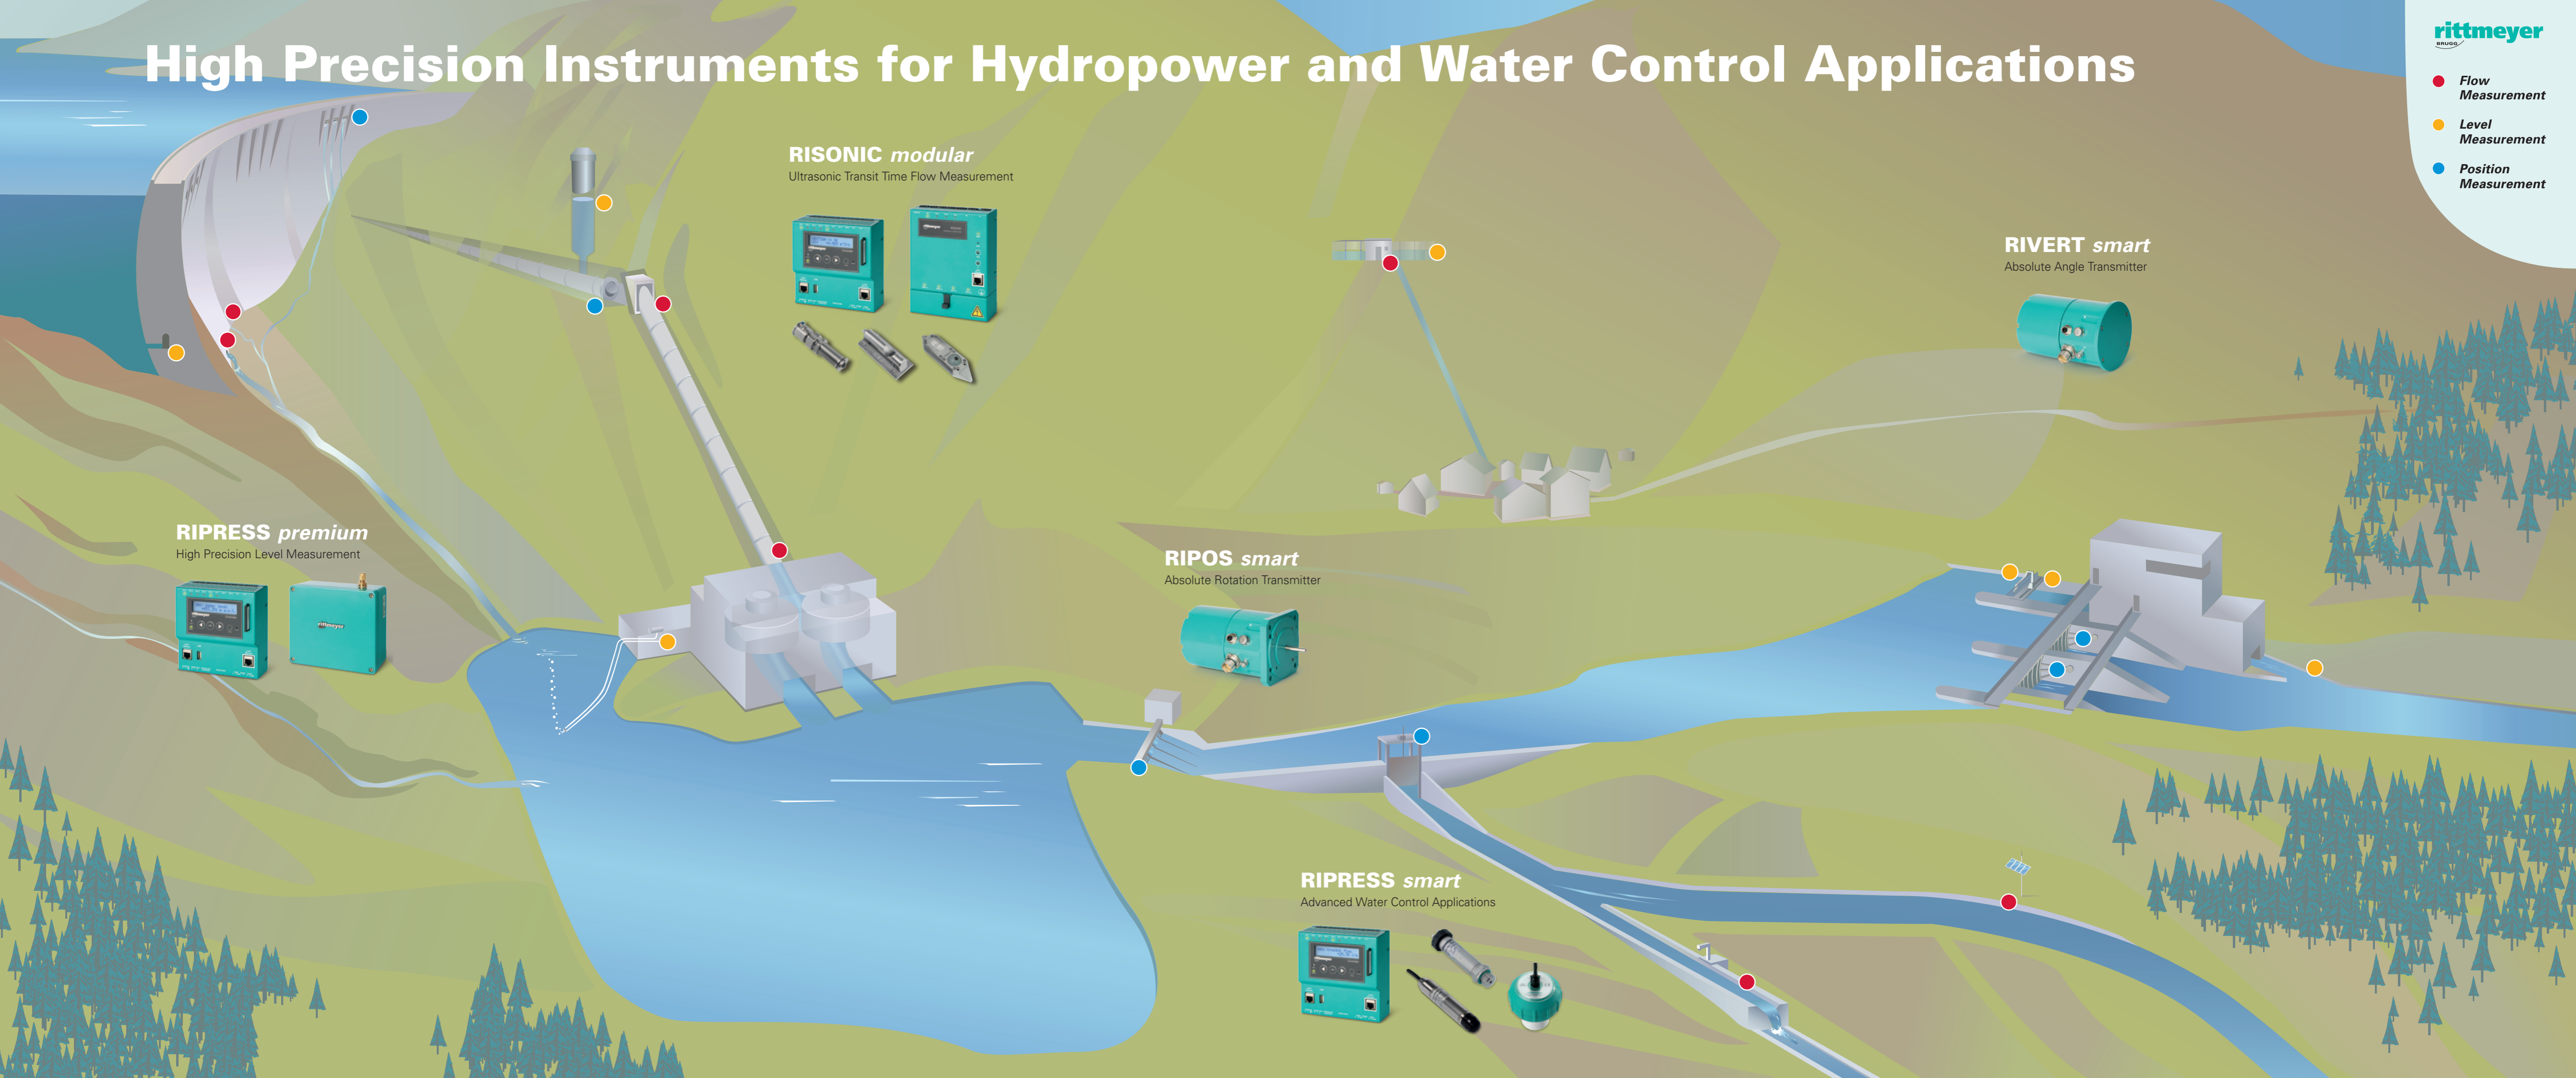 High Precision Instruments for Hydropower and Water Control Applications
rittmeyer
BRUGG
Flow
Measurement
Level
Measurement
Position
Measurement
RISONIC modular
Ultrasonic Transit Time Flow Measurement
RIVERT smart
Absolute Angle Transmitter
RIPRESS premium
High Precision Level Measurement
rittmeyer
RIPOS smart
Absolute Rotation Transmitter
RIPRESS smart
Advanced Water Control Applications